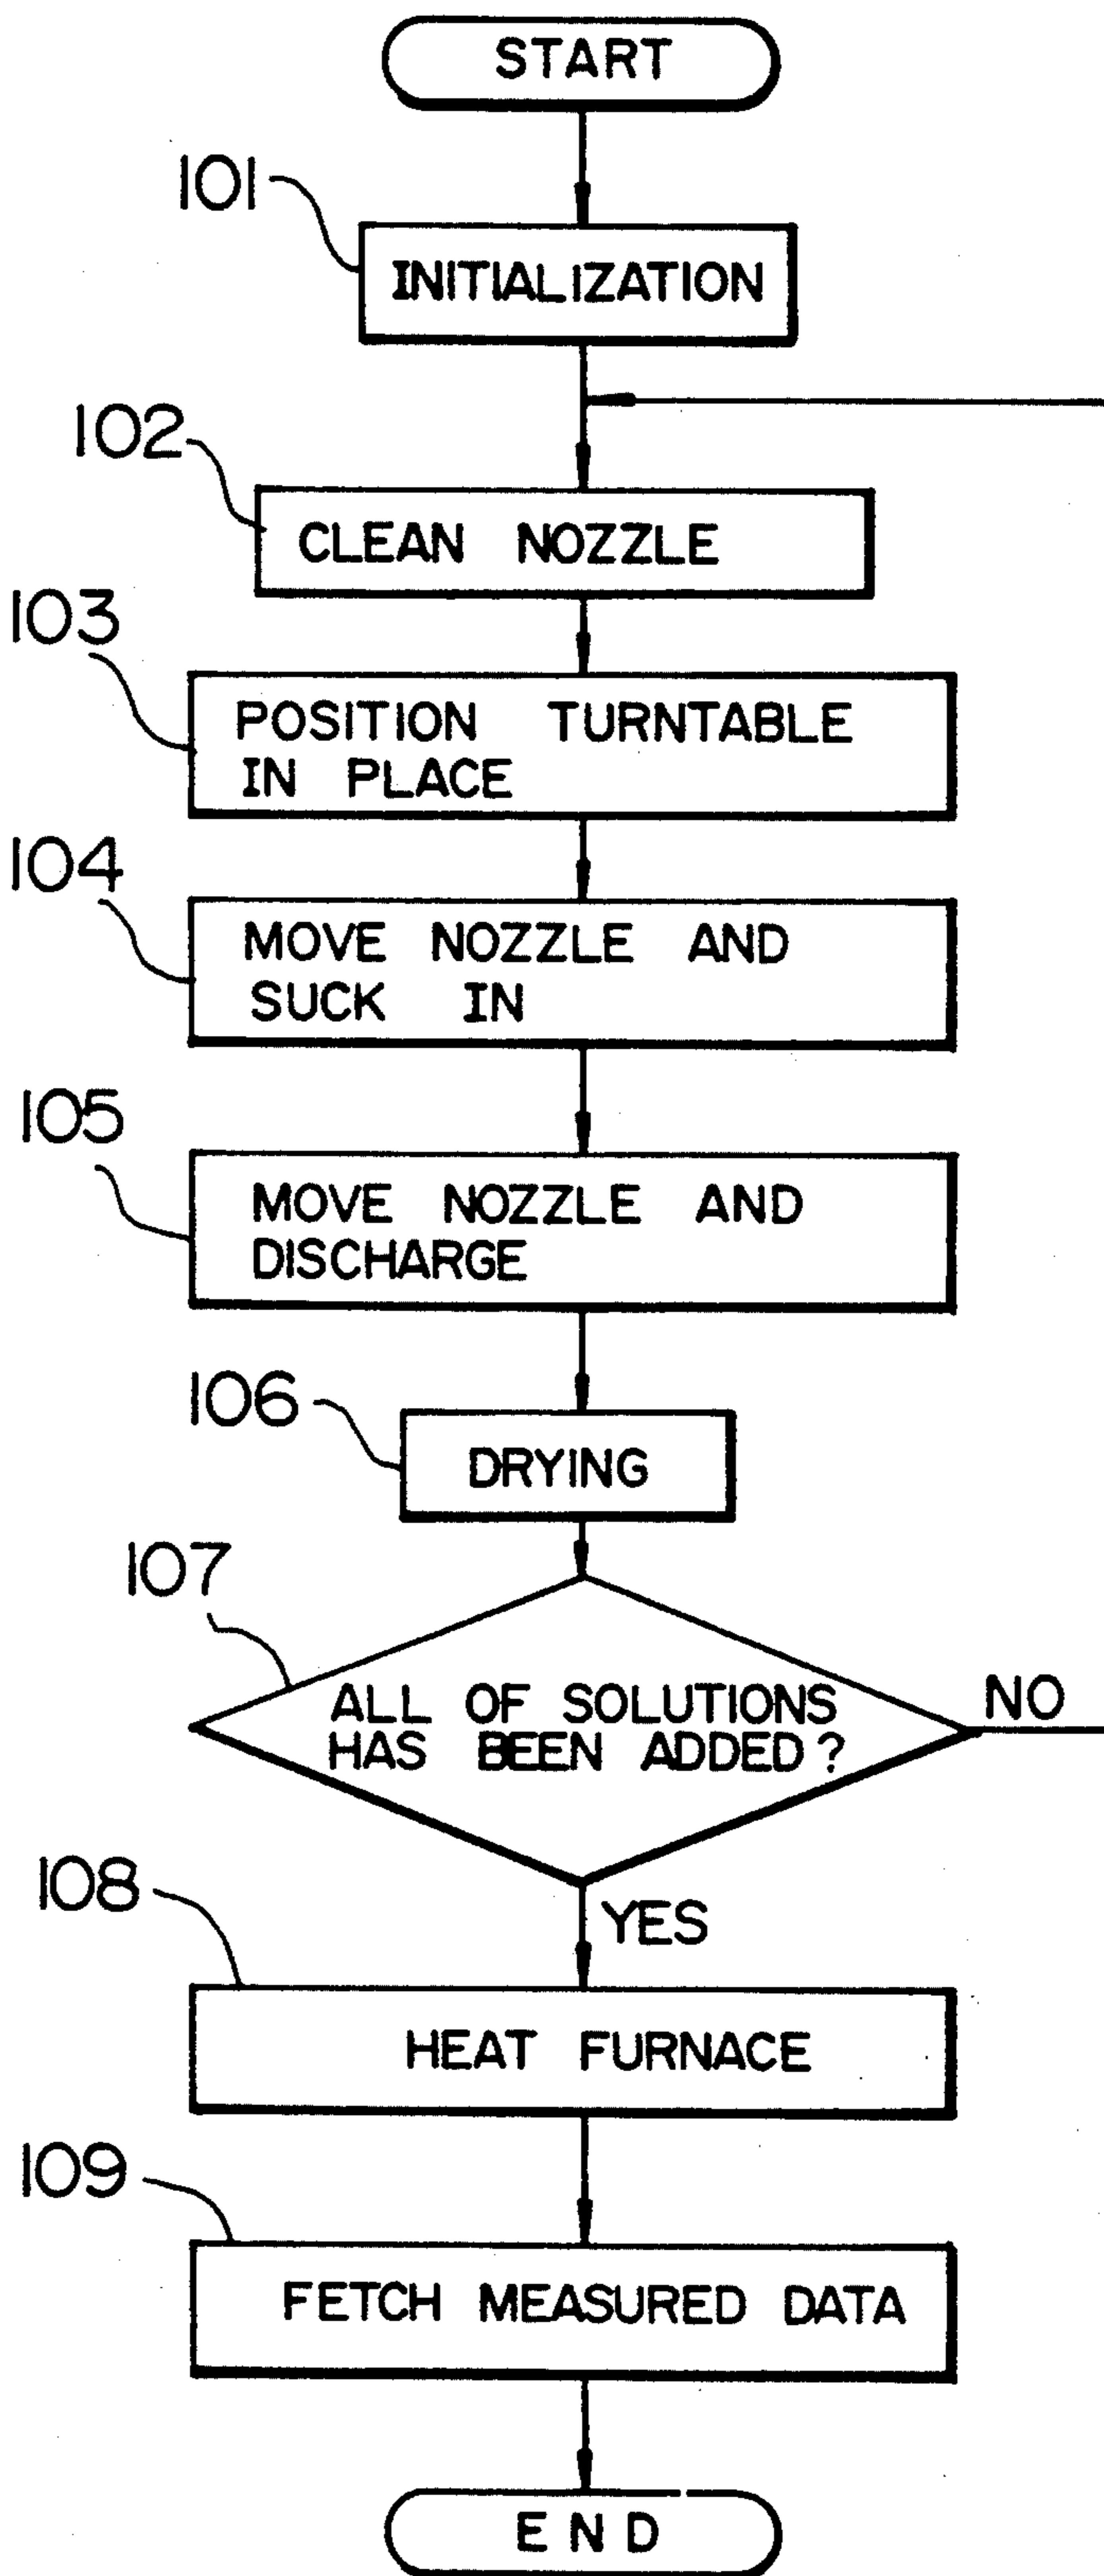 START
101
INITIALIZATION
102
CLEAN NOZZLE
103
POSITION TURNTABLE
IN PLACE
104
MOVE NOZZLE AND
SUCK IN
105
MOVE NOZZLE AND
DISCHARGE
106
DRYING
107
ALL OF SOLUTIONS
HAS BEEN ADDED?
NO
YES
108
HEAT FURNACE
109
FETCH MEASURED DATA
END